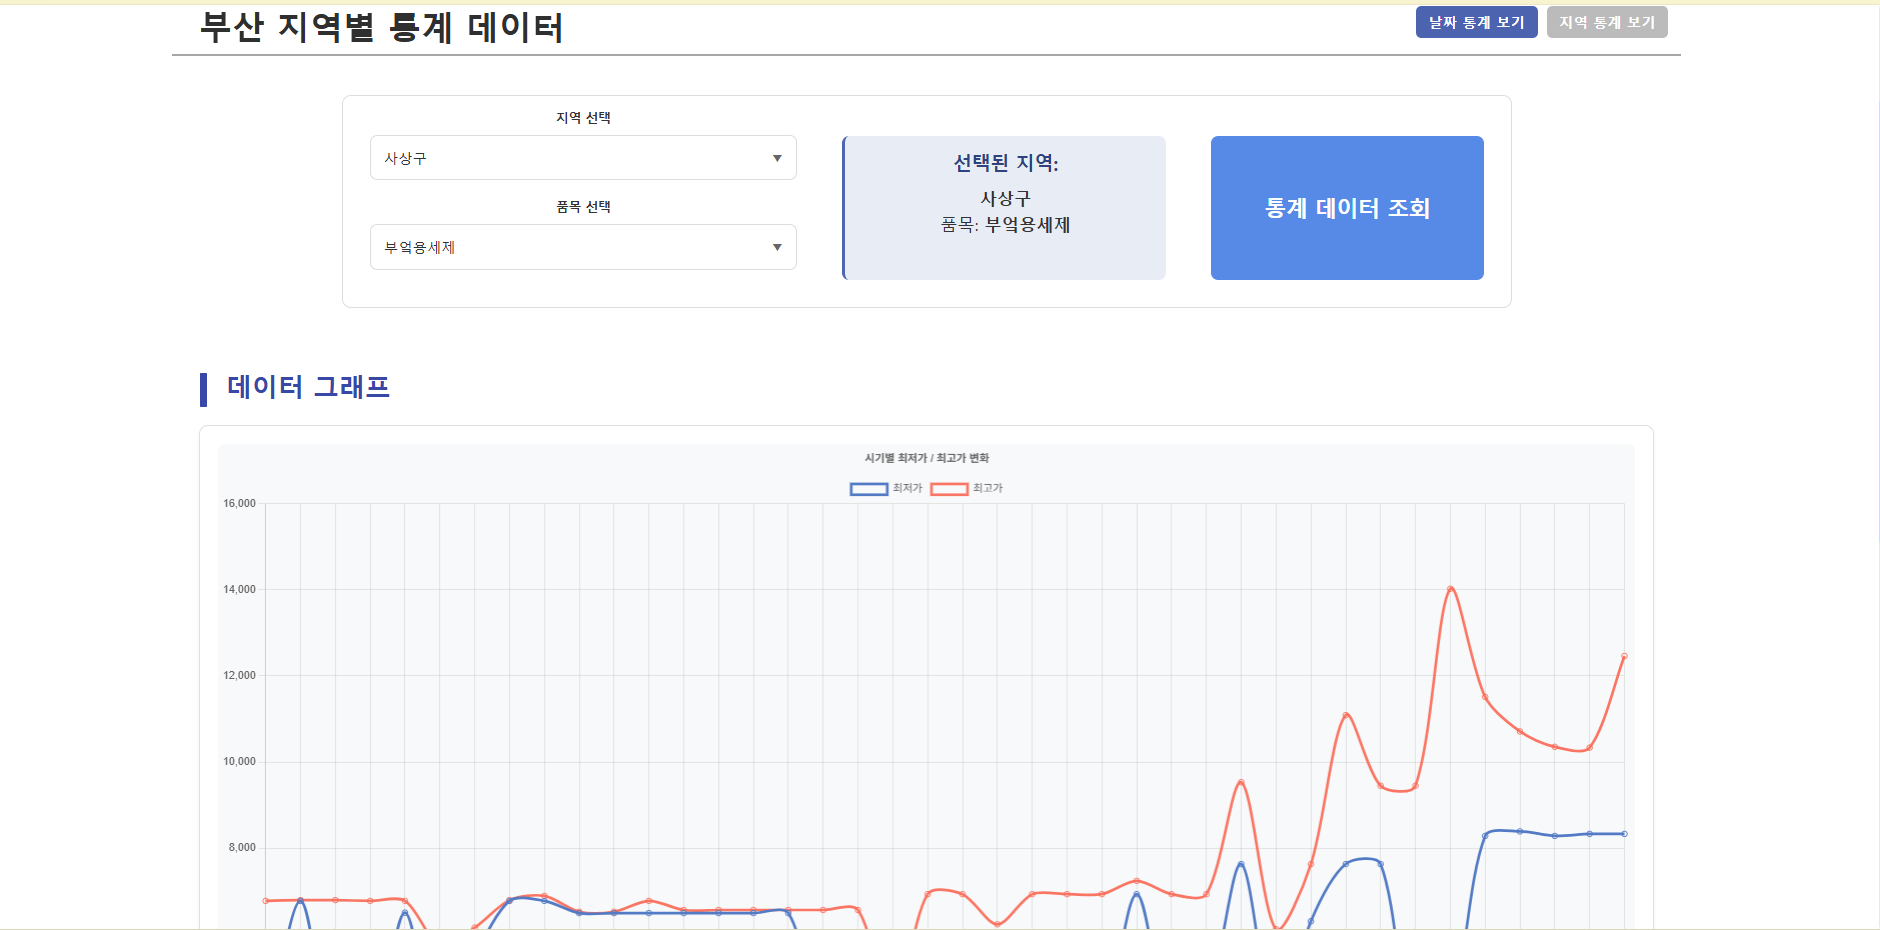 부산 지역별 통계 데이터
날짜 통계 보기
지역 통계 보기
지역 선택
사상구
품목 선택
부엌용세제
선택된 지역:
사상구
품목: 부엌용세제
통계 데이터 조회
데이터 그래프
시기별 최저가 / 최고가 변화
최저가 최고가
16,000
14,000
12,000
10,000
8,000